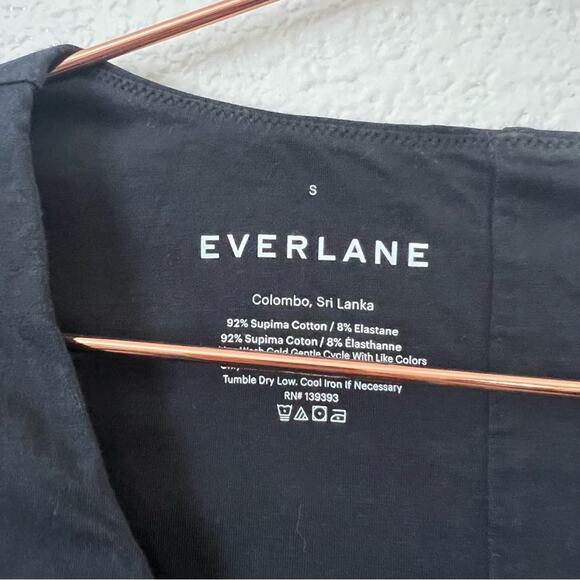 S
EVERLANE
Colombo, Sri Lanka
92% Supima Cotton / 8% Elastane
92% Supima Coton / 8% Élasthanne
Wash Cold Gentle Cycle With Like Colors
Tumble Dry Low. Cool Iron If Necessary
RN# 139393